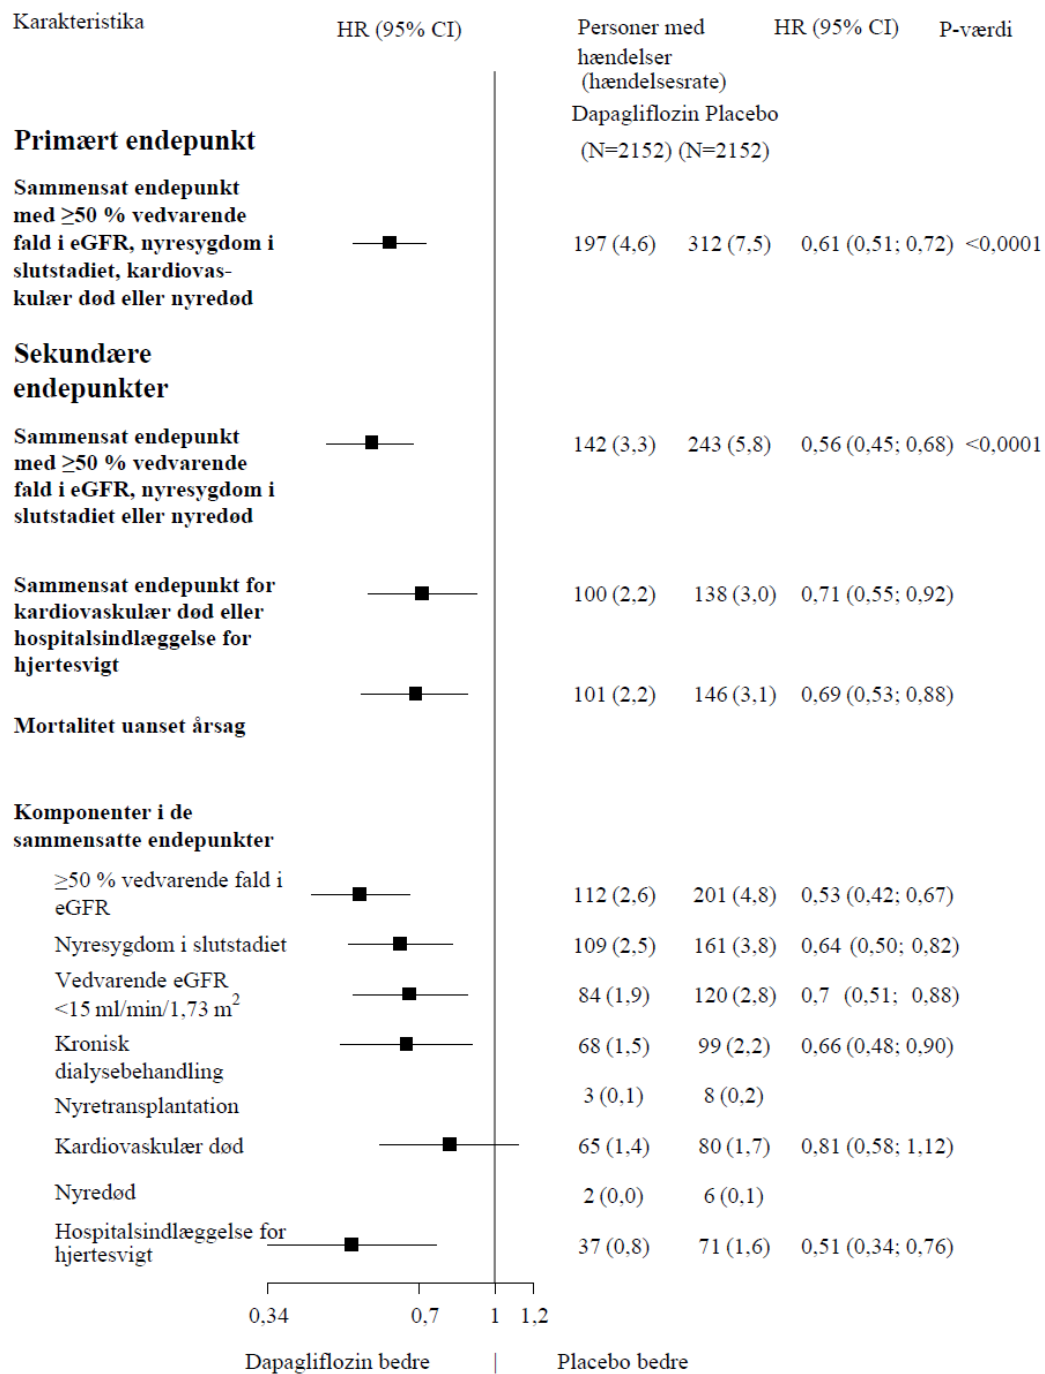 Karakteristika
HR (95% CI)
Personer med
hændelser
(hændelsesrate)
HR (95% CI)
P-værdi
Dapagliflozin Placebo
(N=2152) (N=2152)
Primært endepunkt
Sammensat endepunkt
med ≥50 % vedvarende
fald i eGFR, nyresygdom i
slutstadiet, kardiovas-
kulær død eller nyredød
197 (4,6) 312 (7,5) 0,61 (0,51; 0,72) <0,0001
Sekundære
endepunkter
Sammensat endepunkt
med ≥50 % vedvarende
fald i eGFR, nyresygdom i
slutstadiet eller nyredød
142 (3,3) 243 (5,8) 0,56 (0,45; 0,68) <0,0001
Sammensat endepunkt for
kardiovaskulær død eller
hospitalsindlæggelse for
hjertesvigt
100 (2,2) 138 (3,0) 0,71 (0,55; 0,92)
101 (2,2) 146 (3,1) 0,69 (0,53; 0,88)
Mortalitet uanset årsag
Komponenter i de
sammensatte endepunkter
≥50 % vedvarende fald i
eGFR
112 (2,6) 201 (4,8) 0,53 (0,42; 0,67)
Nyresygdom i slutstadiet 109 (2,5) 161 (3,8) 0,64 (0,50; 0,82)
Vedvarende eGFR
<15 ml/min/1,73 m²
84 (1,9) 120 (2,8) 0,7 (0,51; 0,88)
Kronisk
dialysebehandling
68 (1,5) 99 (2,2) 0,66 (0,48; 0,90)
Nyretransplantation 3 (0,1) 8 (0,2)
Kardiovaskulær død 65 (1,4) 80 (1,7) 0,81 (0,58; 1,12)
Nyredød 2 (0,0) 6 (0,1)
Hospitalsindlæggelse for
hjertesvigt
37 (0,8) 71 (1,6) 0,51 (0,34; 0,76)
0,34 0,7 1 1,2
Dapagliflozin bedre | Placebo bedre